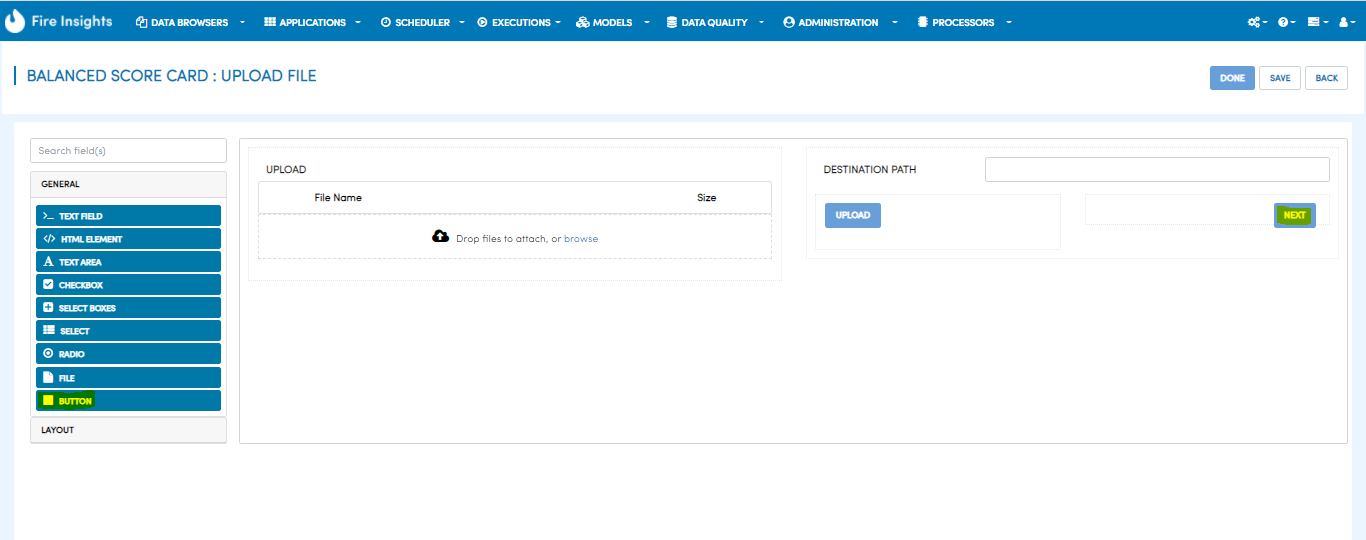 Fire Insights DATA BROWSERS APPLICATIONS SCHEDULER EXECUTIONS MODELS DATA QUALITY ADMINISTRATION PROCESSORS
BALANCED SCORE CARD : UPLOAD FILE
DONE SAVE BACK
Search field(s)
GENERAL
TEXT FIELD
HTML ELEMENT
TEXT AREA
CHECKBOX
SELECT BOXES
SELECT
RADIO
FILE
BUTTON
LAYOUT
UPLOAD
File Name Size
Drop files to attach, or browse
DESTINATION PATH
UPLOAD NEXT